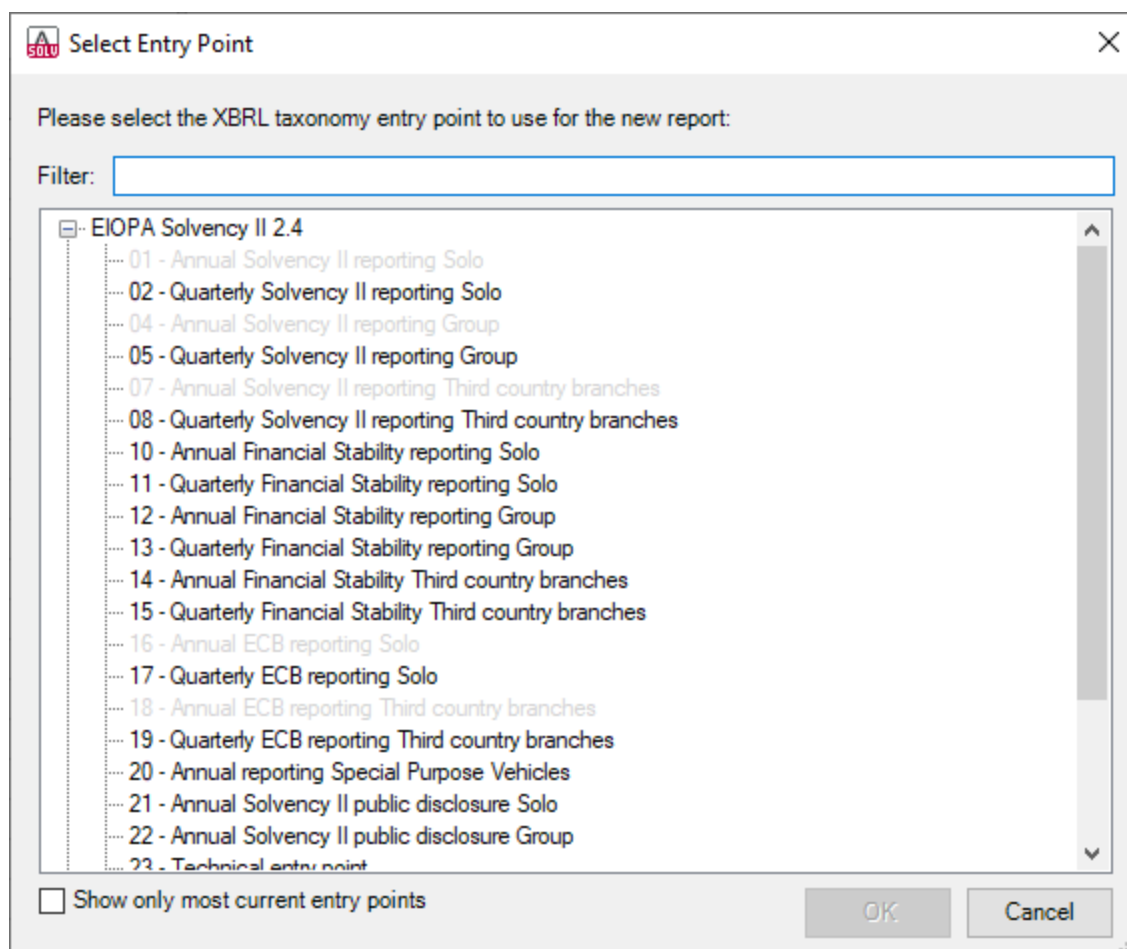 SOLV
Select Entry Point
Please select the XBRL taxonomy entry point to use for the new report:
Filter:
EIOPA Solvency II 2.4
01 - Annual Solvency II reporting Solo
02 - Quarterly Solvency II reporting Solo
04 - Annual Solvency II reporting Group
05 - Quarterly Solvency II reporting Group
07 - Annual Solvency II reporting Third country branches
08 - Quarterly Solvency II reporting Third country branches
10 - Annual Financial Stability reporting Solo
11 - Quarterly Financial Stability reporting Solo
12 - Annual Financial Stability reporting Group
13 - Quarterly Financial Stability reporting Group
14 - Annual Financial Stability Third country branches
15 - Quarterly Financial Stability Third country branches
16 - Annual ECB reporting Solo
17 - Quarterly ECB reporting Solo
18 - Annual ECB reporting Third country branches
19 - Quarterly ECB reporting Third country branches
20 - Annual reporting Special Purpose Vehicles
21 - Annual Solvency II public disclosure Solo
22 - Annual Solvency II public disclosure Group
23 - Technical entry point
Show only most current entry points
OK
Cancel